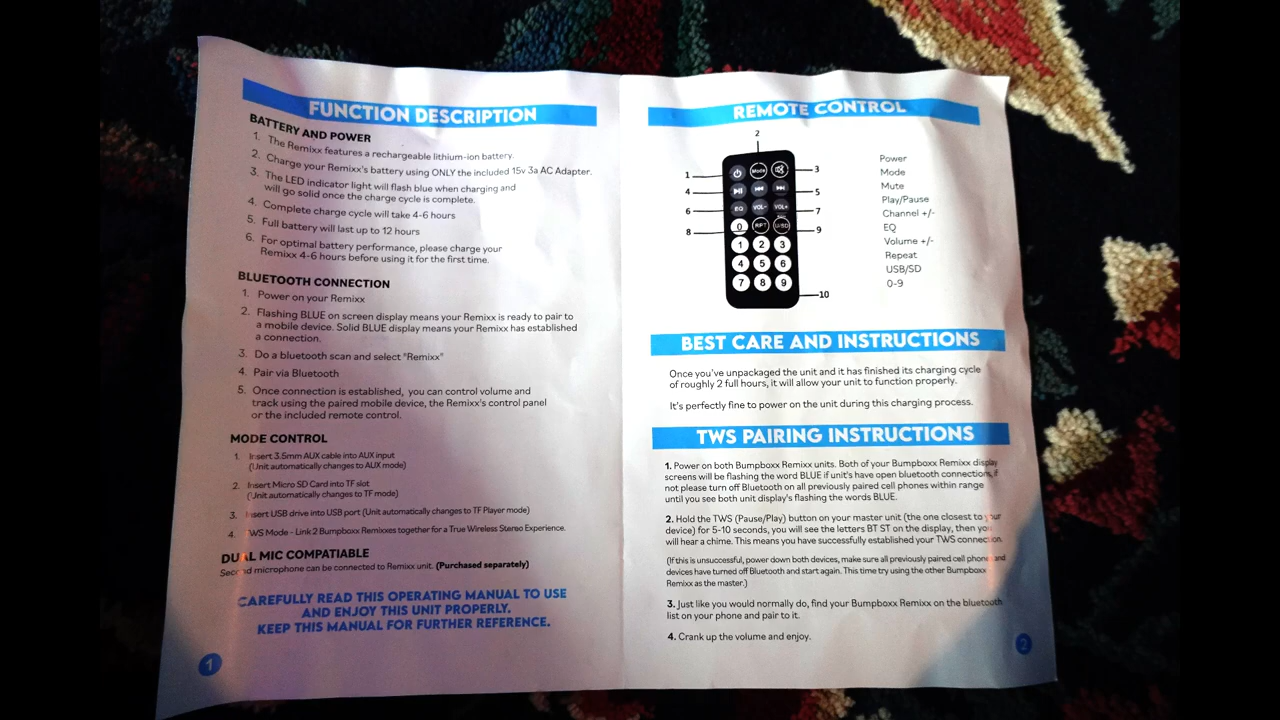 FUNCTION DESCRIPTION
BATTERY AND POWER
1. The Remixx features a rechargeable lithium-ion battery.
2. Charge your Remixx's battery using ONLY the included 15v 3a AC Adapter.
3. The LED indicator light will flash blue when charging and
will go solid once the charge cycle is complete.
4. Complete charge cycle will take 4-6 hours
5. Full battery will last up to 12 hours
6. For optimal battery performance, please charge your
Remixx 4-6 hours before using it for the first time.
BLUETOOTH CONNECTION
1. Power on your Remixx
2. Flashing BLUE on screen display means your Remixx is ready to pair to
a mobile device. Solid BLUE display means your Remixx has established
a connection.
3. Do a bluetooth scan and select "Remixx"
4. Pair via Bluetooth
5. Once connection is established, you can control volume and
track using the paired mobile device, the Remixx's control panel
or the included remote control.
MODE CONTROL
1. Insert 3.5mm AUX cable into AUX input
(Unit automatically changes to AUX mode)
2. Insert Micro SD Card into TF slot
(Unit automatically changes to TF mode)
3. Insert USB drive into USB port (Unit automatically changes to TF Player mode)
4. TWS Mode - Link 2 Bumpboxx Remixxes together for a True Wireless Stereo Experience.
DUAL MIC COMPATIABLE
Second microphone can be connected to Remixx unit. (Purchased separately)
CAREFULLY READ THIS OPERATING MANUAL TO USE
AND ENJOY THIS UNIT PROPERLY.
KEEP THIS MANUAL FOR FURTHER REFERENCE.
1
REMOTE CONTROL
2
1 Mode 3
4 5
6 EQ VOL- VOL+ 7
8 0 RPT U/SD 9
1 2 3
4 5 6
7 8 9
10
Power
Mode
Mute
Play/Pause
Channel +/-
EQ
Volume +/-
Repeat
USB/SD
0-9
BEST CARE AND INSTRUCTIONS
Once you've unpackaged the unit and it has finished its charging cycle
of roughly 2 full hours, it will allow your unit to function properly.
It's perfectly fine to power on the unit during this charging process.
TWS PAIRING INSTRUCTIONS
1. Power on both Bumpboxx Remixx units. Both of your Bumpboxx Remixx display
screens will be flashing the word BLUE if unit's have open bluetooth connections, if
not please turn off Bluetooth on all previously paired cell phones within range
until you see both unit display's flashing the words BLUE.
2. Hold the TWS (Pause/Play) button on your master unit (the one closest to your
device) for 5-10 seconds, you will see the letters BT ST on the display, then you
will hear a chime. This means you have successfully established your TWS connection.
(If this is unsuccessful, power down both devices, make sure all previously paired cell phones and
devices have turned off Bluetooth and start again. This time try using the other Bumpboxx
Remixx as the master.)
3. Just like you would normally do, find your Bumpboxx Remixx on the bluetooth
list on your phone and pair to it.
4. Crank up the volume and enjoy.
2